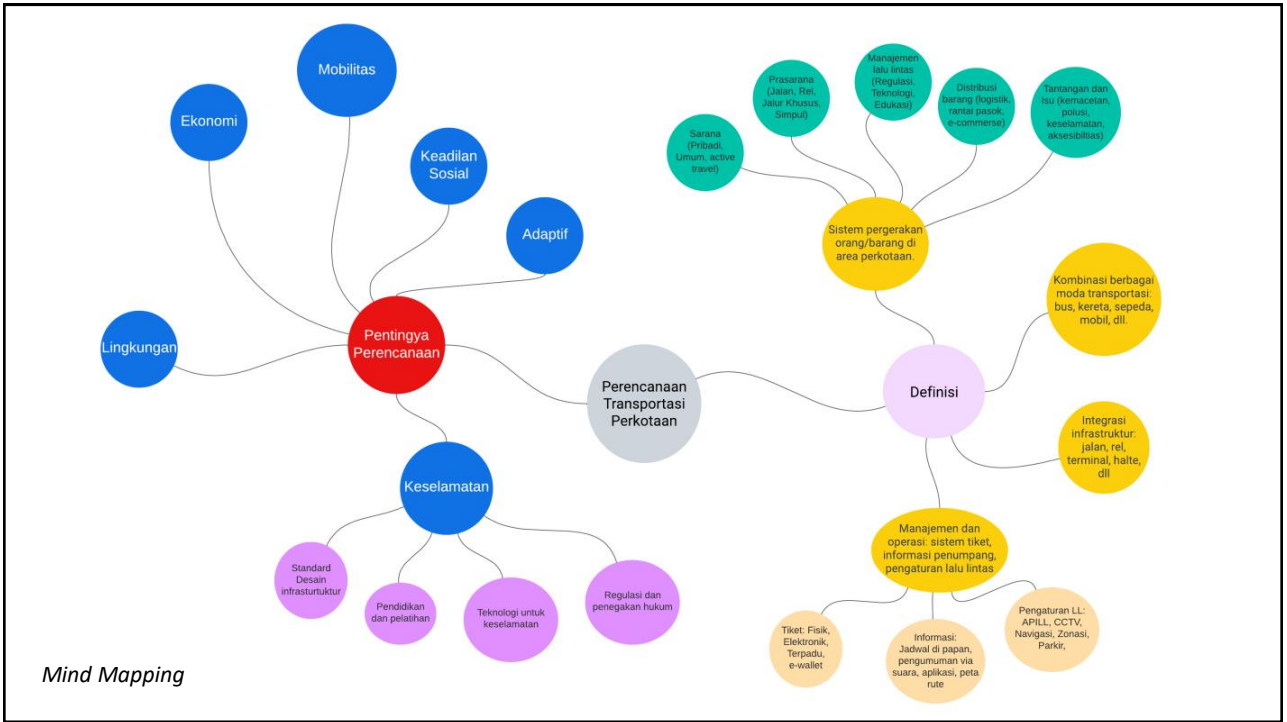 Mobilitas
Ekonomi
Keadilan
Sosial
Adaptif
Lingkungan
Pentingya
Perencanaan
Keselamatan
Standard
Desain
infrasturtuktur
Pendidikan
dan pelatihan
Teknologi untuk
keselamatan
Regulasi dan
penegakan hukum
Perencanaan
Transportasi
Perkotaan
Definisi
Sarana
(Pribadi,
Umum, active
travel)
Prasarana
(Jalan, Rel,
Jalur Khusus,
Simpul)
Manajemen
lalu lintas
(Regulasi,
Teknologi,
Edukasi)
Distribusi
barang (logistik,
rantai pasok,
e-commerse)
Tantangan dan
Isu (kemacetan,
polusi,
keselamatan,
aksesibiltias)
Sistem pergerakan
orang/barang di
area perkotaan.
Kombinasi berbagai
moda transportasi:
bus, kereta, sepeda,
mobil, dll.
Integrasi
infrastruktur:
jalan, rel,
terminal, halte,
dll
Manajemen dan
operasi: sistem tiket,
informasi penumpang,
pengaturan lalu lintas.
Tiket: Fisik,
Elektronik,
Terpadu,
e-wallet
Informasi:
Jadwal di papan,
pengumuman via
suara, aplikasi, peta
rute
Pengaturan LL:
APILL, CCTV,
Navigasi, Zonasi,
Parkir,
Mind Mapping